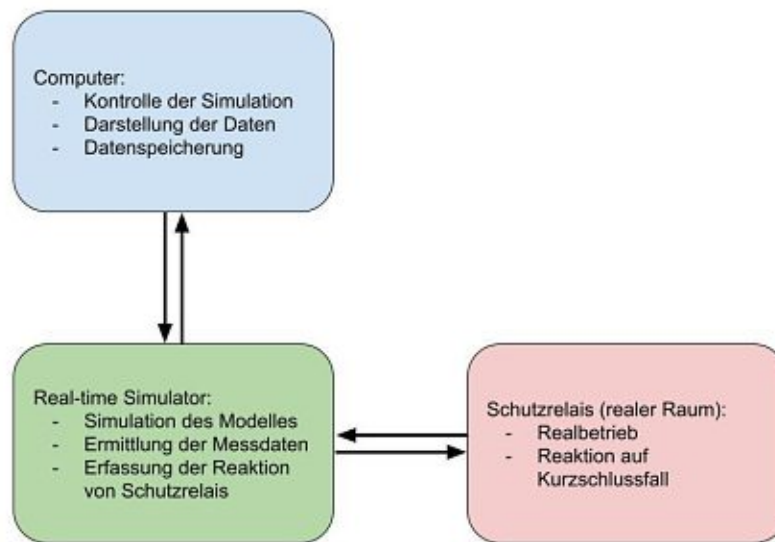 Computer:
- Kontrolle der Simulation
- Darstellung der Daten
- Datenspeicherung
Real-time Simulator:
- Simulation des Modelles
- Ermittlung der Messdaten
- Erfassung der Reaktion
von Schutzrelais
Schutzrelais (realer Raum):
- Realbetrieb
- Reaktion auf
Kurzschlussfall